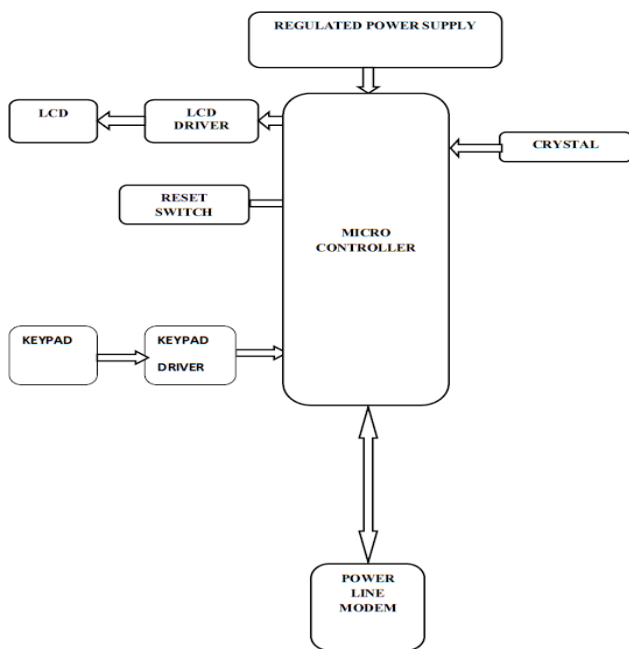 REGULATED POWER SUPPLY
LCD
LCD
DRIVER
CRYSTAL
RESET
SWITCH
MICRO
CONTROLLER
KEYPAD
KEYPAD
DRIVER
POWER
LINE
MODEM